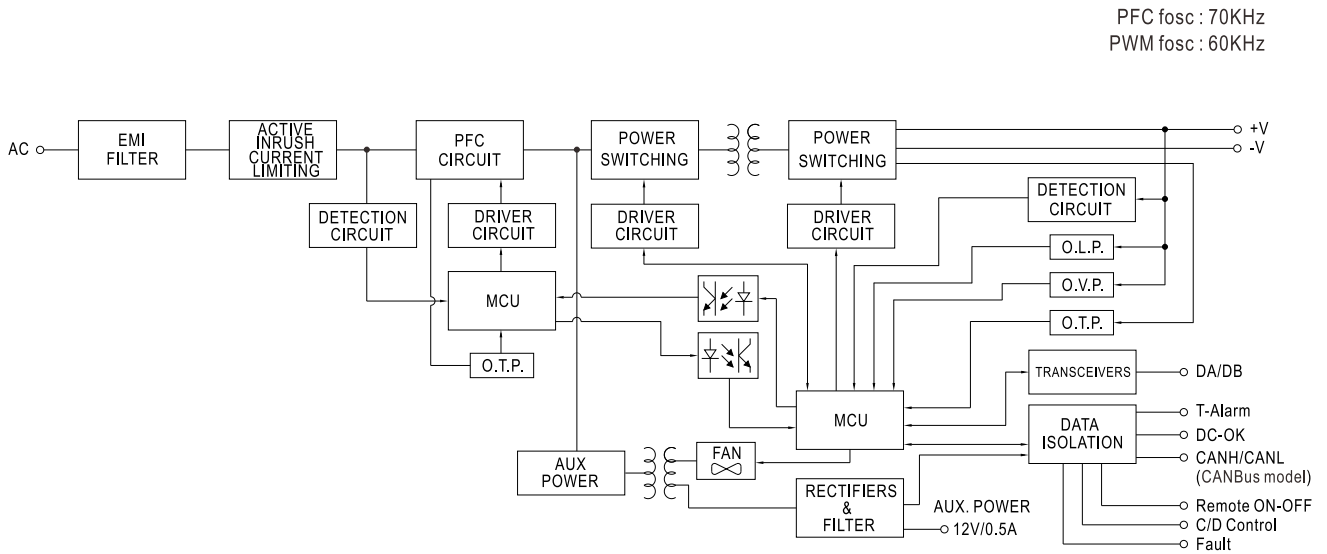 PFC fosc : 70KHz
PWM fosc : 60KHz
AC
EMI
FILTER
ACTIVE
INRUSH
CURRENT
LIMITING
PFC
CIRCUIT
POWER
SWITCHING
POWER
SWITCHING
+V
-V
DETECTION
CIRCUIT
DRIVER
CIRCUIT
DRIVER
CIRCUIT
DRIVER
CIRCUIT
DETECTION
CIRCUIT
O.L.P.
O.V.P.
O.T.P.
MCU
O.T.P.
TRANSCEIVERS
DA/DB
MCU
DATA
ISOLATION
T-Alarm
DC-OK
CANH/CANL
(CANBus model)
Remote ON-OFF
C/D Control
Fault
AUX
POWER
FAN
RECTIFIERS
&
FILTER
AUX. POWER
12V/0.5A